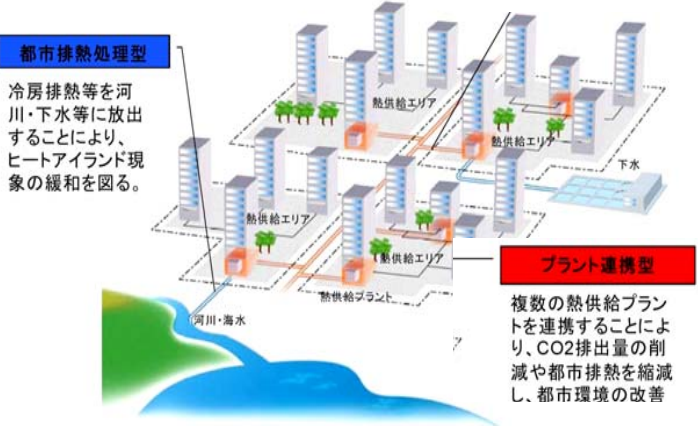 都市排熱処理型
冷房排熱等を河
川・下水等に放出
することにより、
ヒートアイランド現
象の緩和を図る。
熱供給エリア
熱供給エリア
下水
熱供給エリア
熱供給エリア
熱供給プラント
河川・海水
プラント連携型
複数の熱供給プラン
トを連携することによ
り、CO2排出量の削
減や都市排熱を縮減
し、都市環境の改善